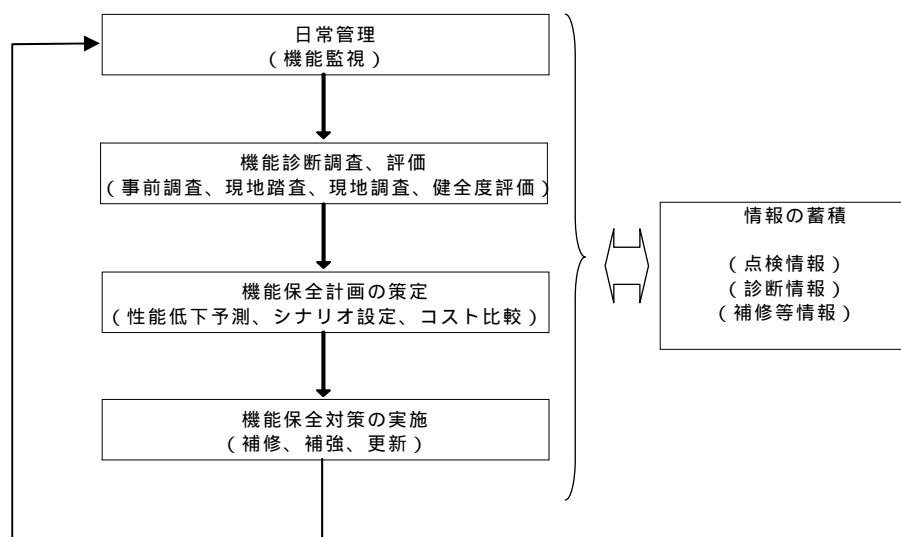 日常管理
(機能監視)
機能診断調査、評価
(事前調査、現地踏査、現地調査、健全度評価)
機能保全計画の策定
(性能低下予測、シナリオ設定、コスト比較)
機能保全対策の実施
(補修、補強、更新)
情報の蓄積
(点検情報)
(診断情報)
(補修等情報)